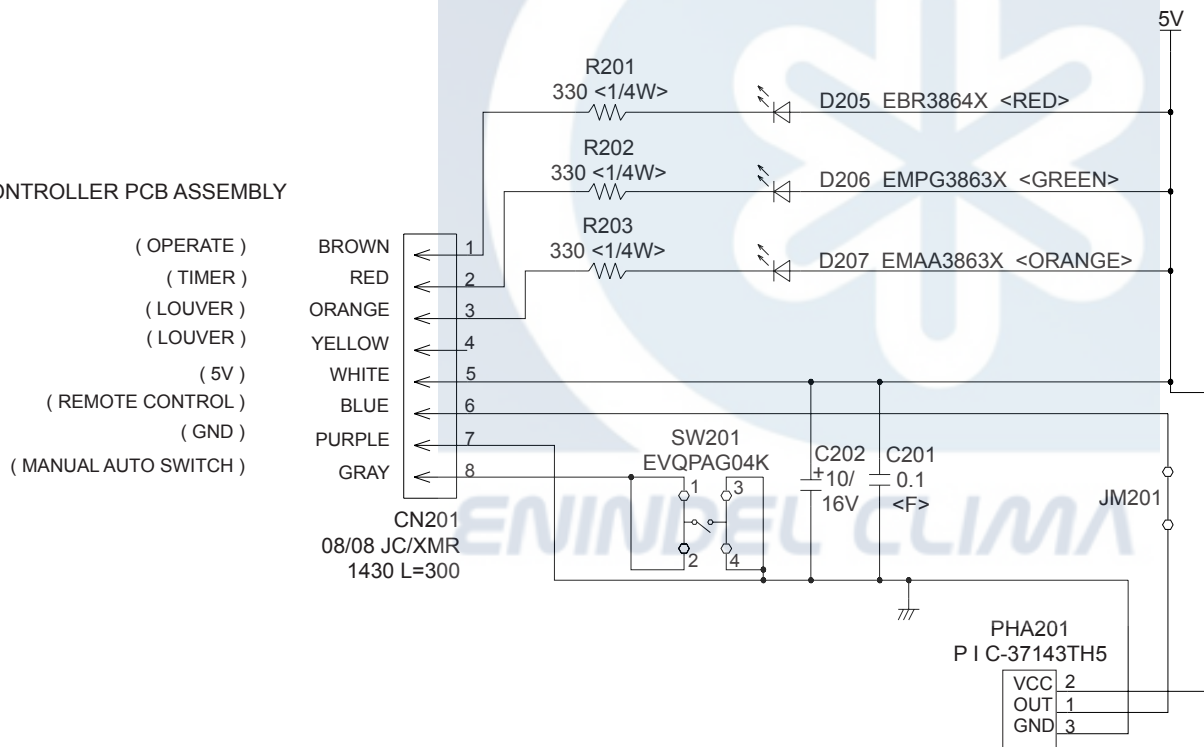 5V
R201
330 <1/4W>
D205 EBR3864X <RED>
R202
330 <1/4W>
D206 EMPG3863X <GREEN>
ONTROLLER PCB ASSEMBLY
R203
330 <1/4W>
D207 EMAA3863X <ORANGE>
( OPERATE ) BROWN 1
( TIMER ) RED 2
( LOUVER ) ORANGE 3
( LOUVER ) YELLOW 4
( 5V ) WHITE 5
( REMOTE CONTROL ) BLUE 6
( GND ) PURPLE 7
( MANUAL AUTO SWITCH ) GRAY 8
SW201
EVQPAG04K
1 3
2 4
C202
+10/
16V
C201
0.1
<F>
JM201
CN201
08/08 JC/XMR
1430 L=300
ENINDEL CLIMA
PHA201
P I C-37143TH5
VCC 2
OUT 1
GND 3